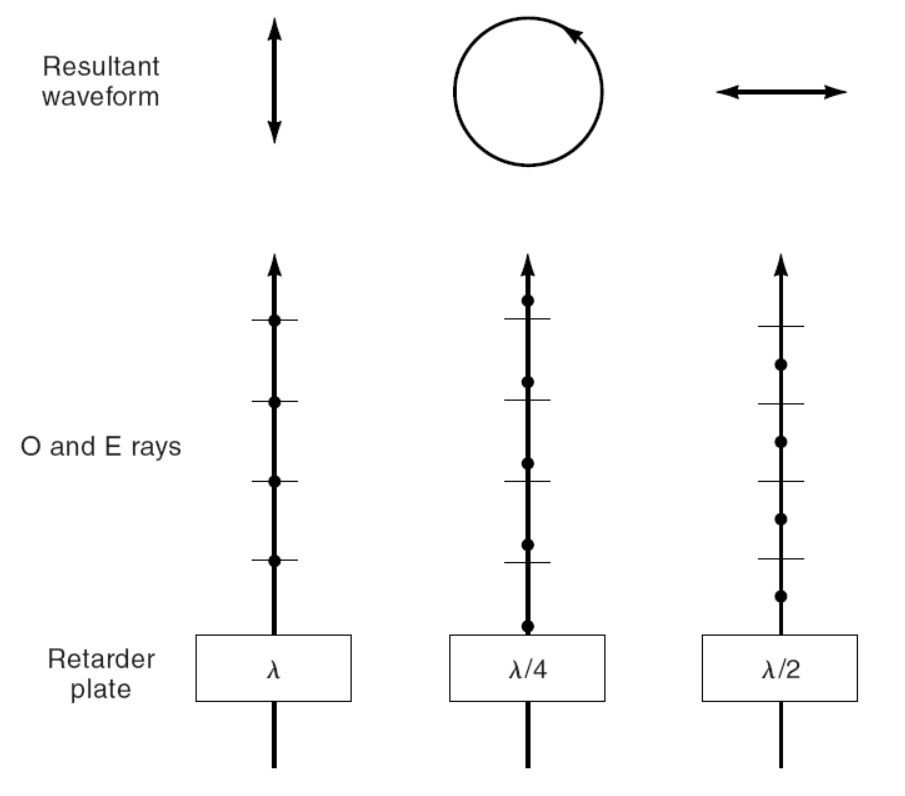 Resultant
waveform
O and E rays
Retarder
plate
λ
λ/4
λ/2